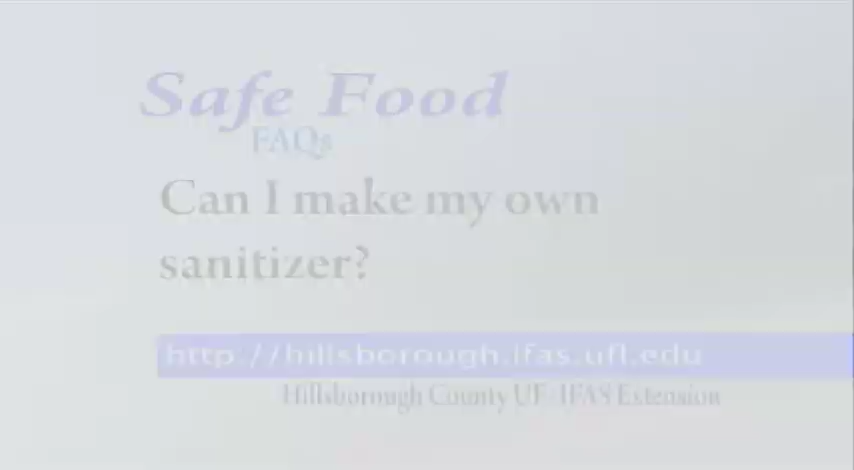 Safe Food
FAQs
Can I make my own
sanitizer?
http://hillsborough.ifas.ufl.edu
Hillsborough County UF/IFAS Extension